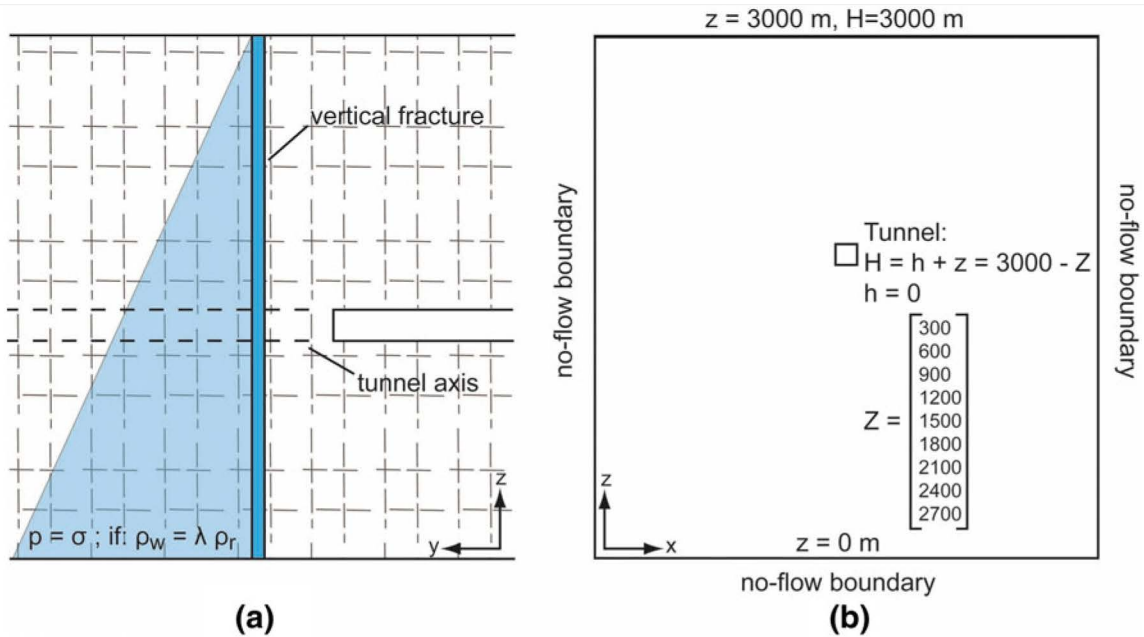 vertical fracture
tunnel axis
z
y
p = σ ; if: ρw = λ ρr
(a)
z = 3000 m, H=3000 m
no-flow boundary
Tunnel:
H = h + z = 3000 - Z
h = 0
Z =
300
600
900
1200
1500
1800
2100
2400
2700
no-flow boundary
z
x
z = 0 m
no-flow boundary
(b)